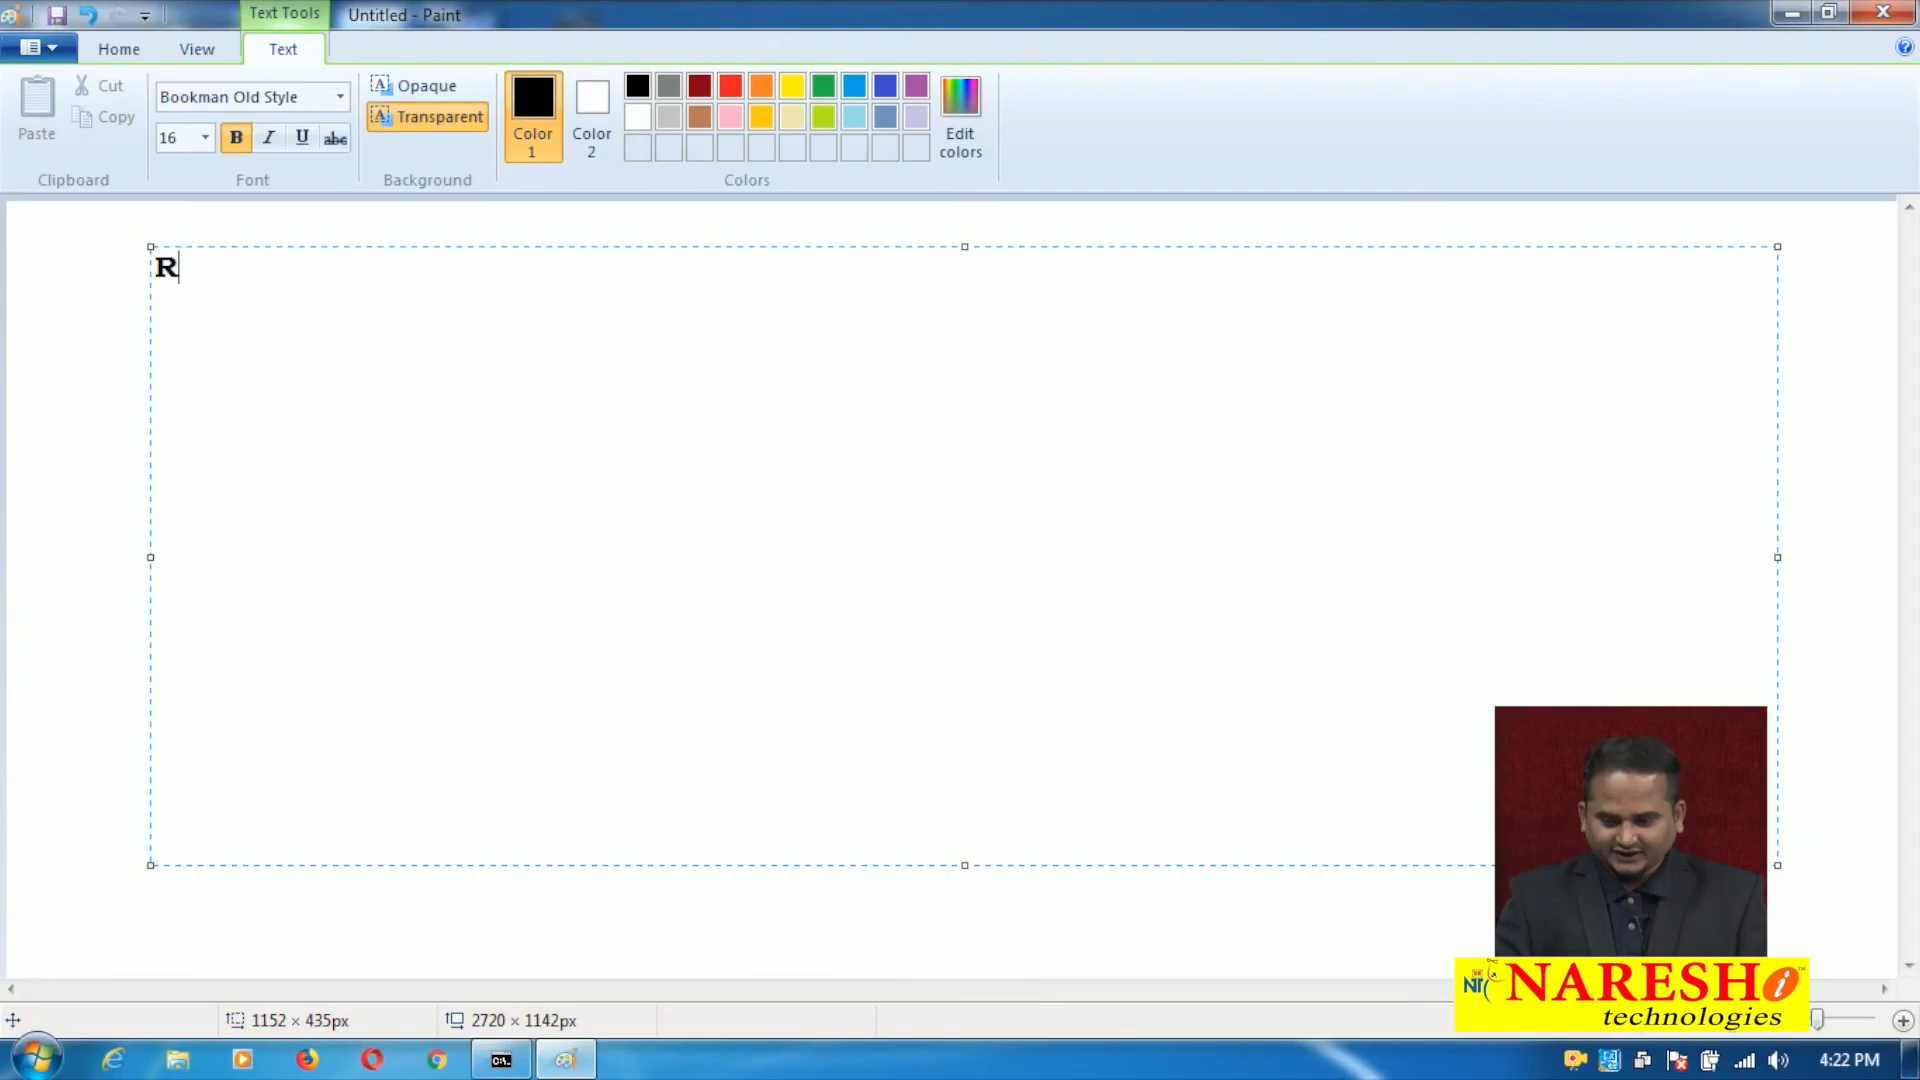 Text Tools
Untitled - Paint
Home
View
Text
Paste
Cut
Copy
Clipboard
Bookman Old Style
16
B
I
U
abc
Font
A Opaque
A Transparent
Background
Color
1
Color
2
Edit
colors
Colors
R
1152 × 435px
2720 × 1142px
NARESH i
technologies
4:22 PM